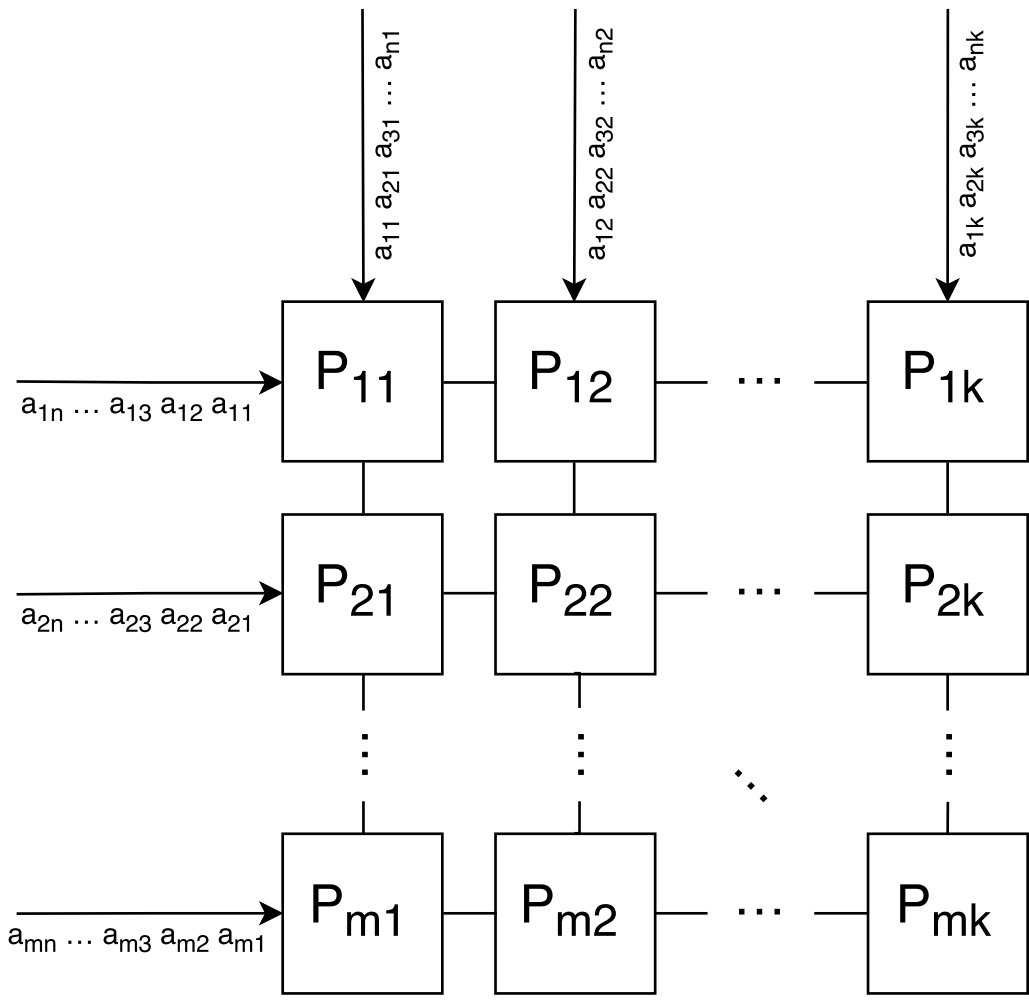 a11 a21 a31 ... an1
a12 a22 a32 ... an2
a1k a2k a3k ... ank
P11 P12 ... P1k
a1n ... a13 a12 a11
P21 P22 ... P2k
a2n ... a23 a22 a21
Pm1 Pm2 ... Pmk
amn ... am3 am2 am1